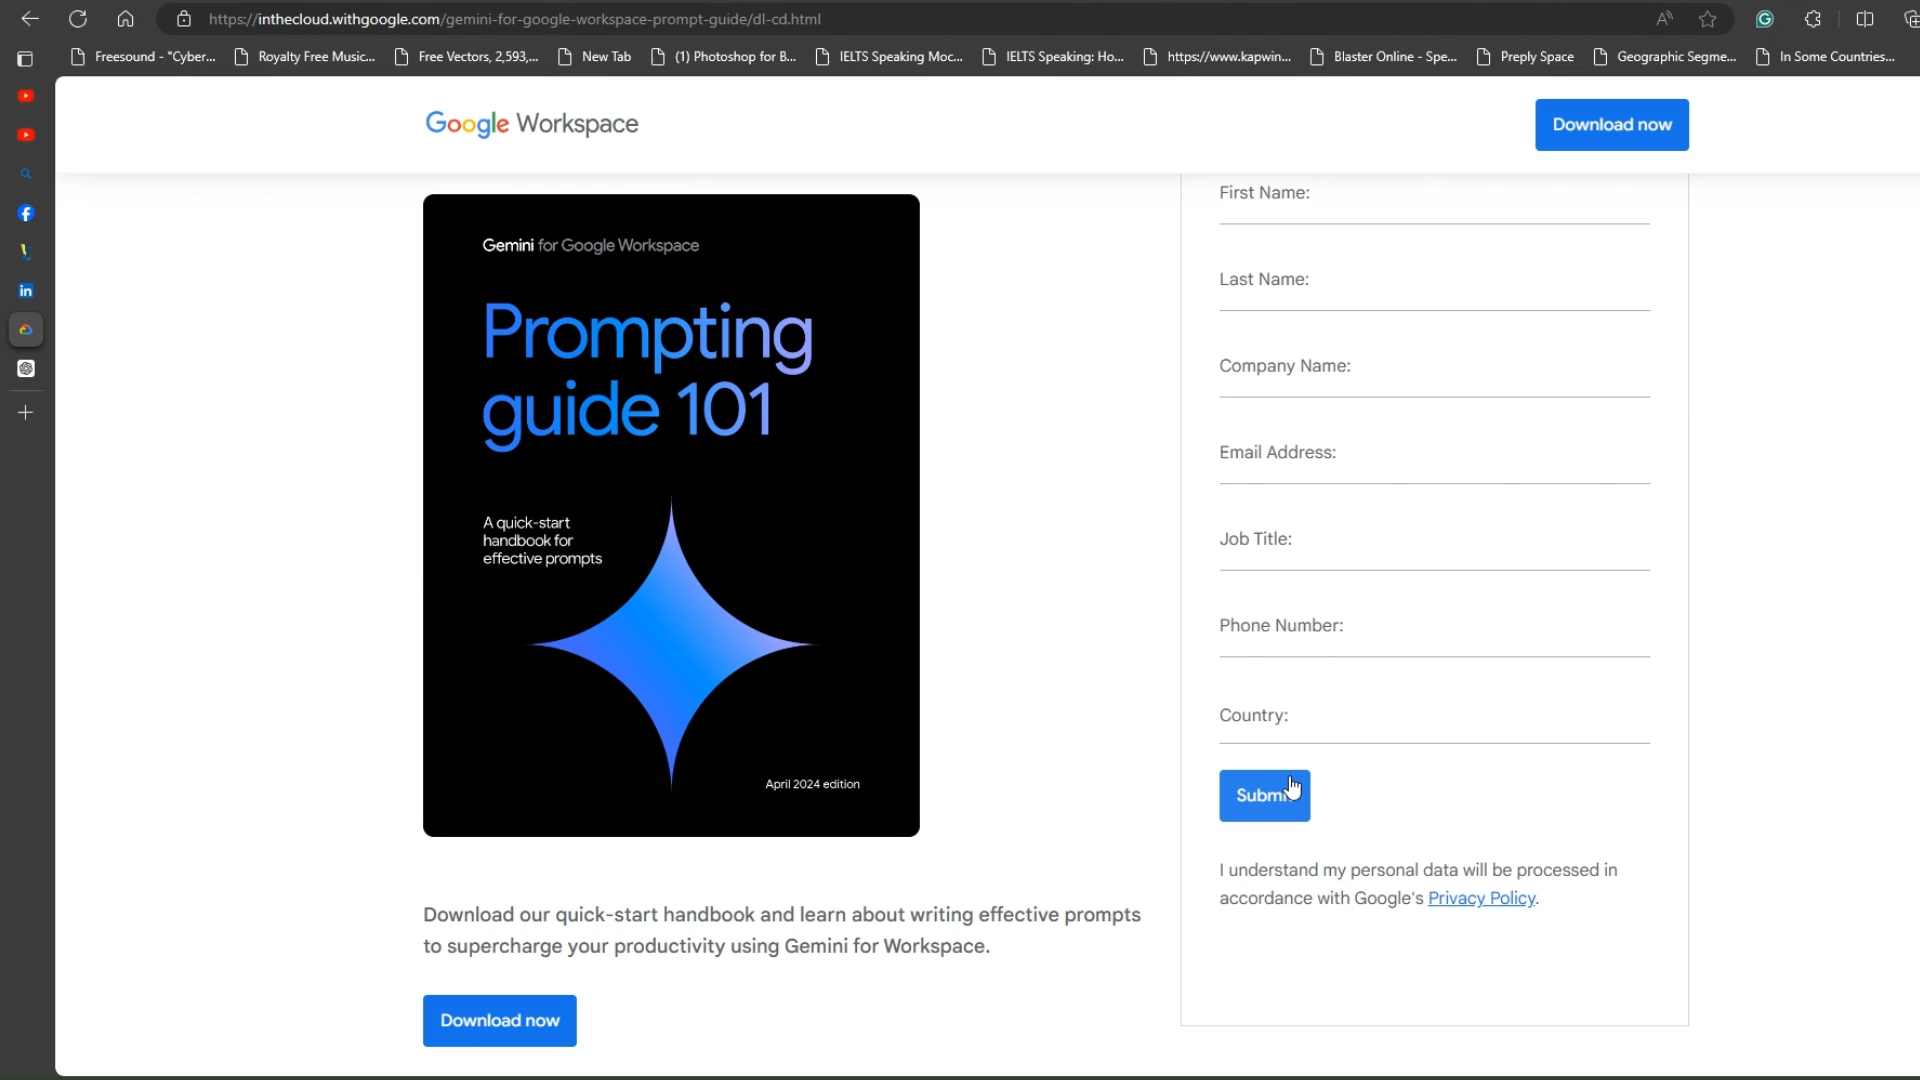 https://inthecloud.withgoogle.com/gemini-for-google-workspace-prompt-guide/dl-cd.html
Freesound - "Cyber...
Royalty Free Music...
Free Vectors, 2,593,...
New Tab
(1) Photoshop for B...
IELTS Speaking Moc...
IELTS Speaking: Ho...
https://www.kapwin...
Blaster Online - Spe...
Preply Space
Geographic Segme...
In Some Countries...
Google Workspace
Download now
Gemini for Google Workspace
Prompting
guide 101
A quick-start
handbook for
effective prompts
April 2024 edition
Download our quick-start handbook and learn about writing effective prompts
to supercharge your productivity using Gemini for Workspace.
Download now
First Name:
Last Name:
Company Name:
Email Address:
Job Title:
Phone Number:
Country:
Submit
I understand my personal data will be processed in
accordance with Google's Privacy Policy.